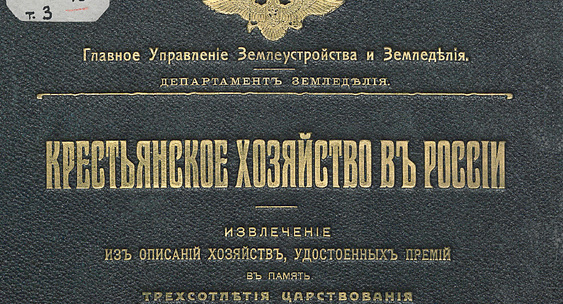 т. 3
Главное Управленіе Землеустройства и Земледѣлія.
ДЕПАРТАМЕНТЪ ЗЕМЛЕДѢЛІЯ.
КРЕСТЬЯНСКОЕ ХОЗЯЙСТВО ВЪ РОССІИ
ИЗВЛЕЧЕНІЕ
ИЗЪ ОПИСАНІЙ ХОЗЯЙСТВЪ, УДОСТОЕННЫХЪ ПРЕМІЙ
ВЪ ПАМЯТЬ
ТРЕХСОТЛѢТІЯ ЦАРСТВОВАНІЯ